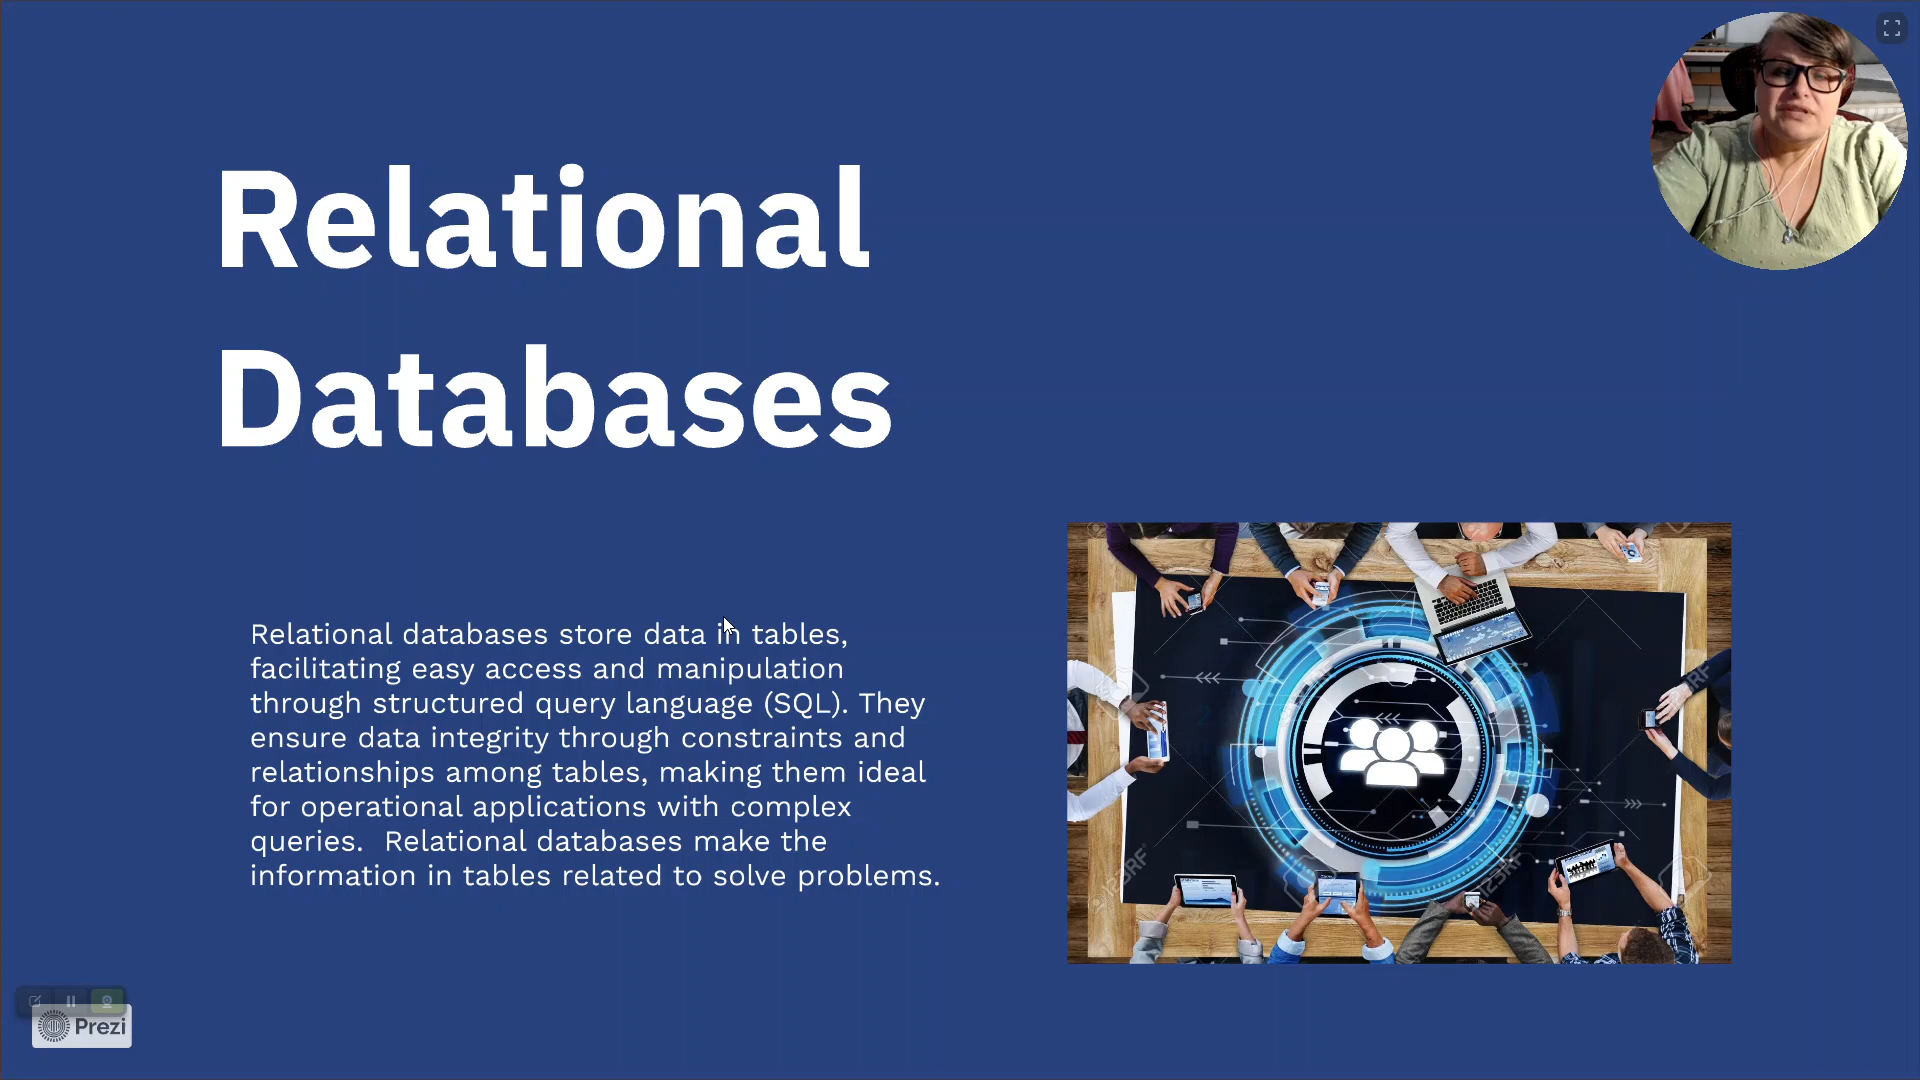 Relational
Databases
Relational databases store data in tables,
facilitating easy access and manipulation
through structured query language (SQL). They
ensure data integrity through constraints and
relationships among tables, making them ideal
for operational applications with complex
queries.  Relational databases make the
information in tables related to solve problems.
Prezi